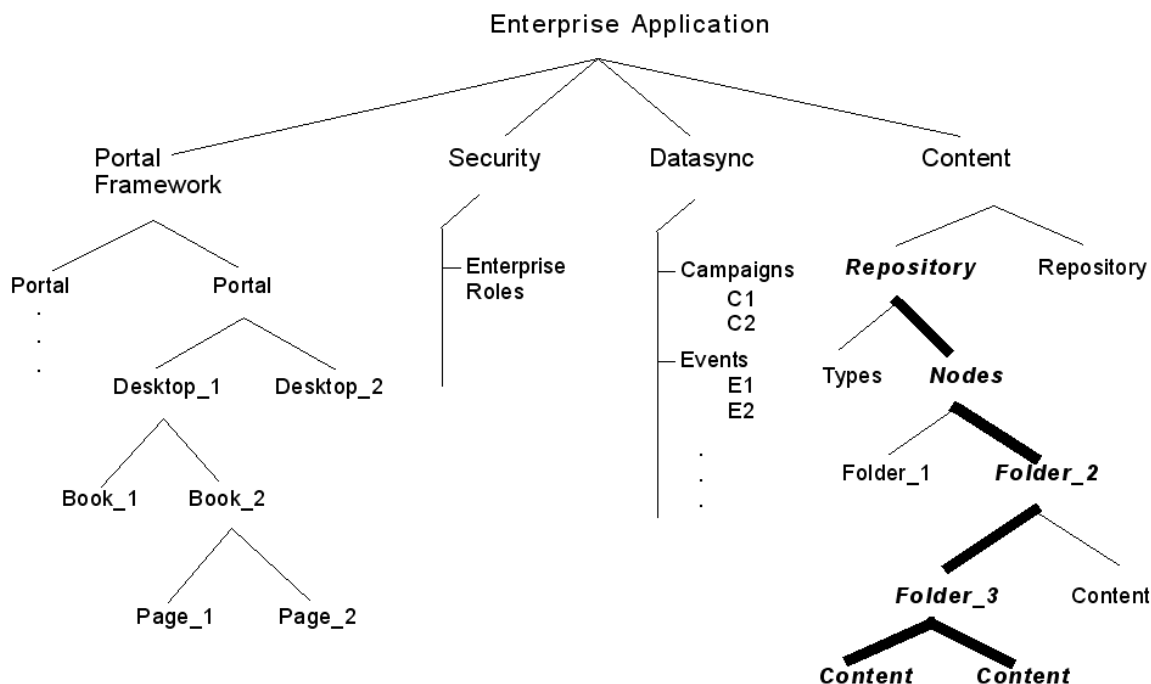 Enterprise Application
Portal
Framework
Security
Datasync
Content
Portal
Portal
Enterprise
Roles
Campaigns
C1
C2
Repository
Repository
Desktop_1
Desktop_2
Events
E1
E2
Types
Nodes
Book_1
Book_2
Folder_1
Folder_2
Page_1
Page_2
Folder_3
Content
Content
Content